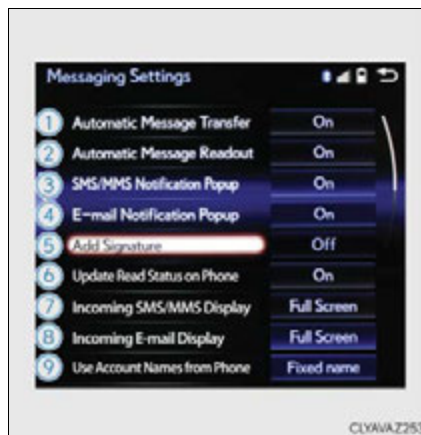 Messaging Settings
1 Automatic Message Transfer On
2 Automatic Message Readout On
3 SMS/MMS Notification Popup On
4 E-mail Notification Popup On
5 Add Signature Off
6 Update Read Status on Phone On
7 Incoming SMS/MMS Display Full Screen
8 Incoming E-mail Display Full Screen
9 Use Account Names from Phone Fixed name